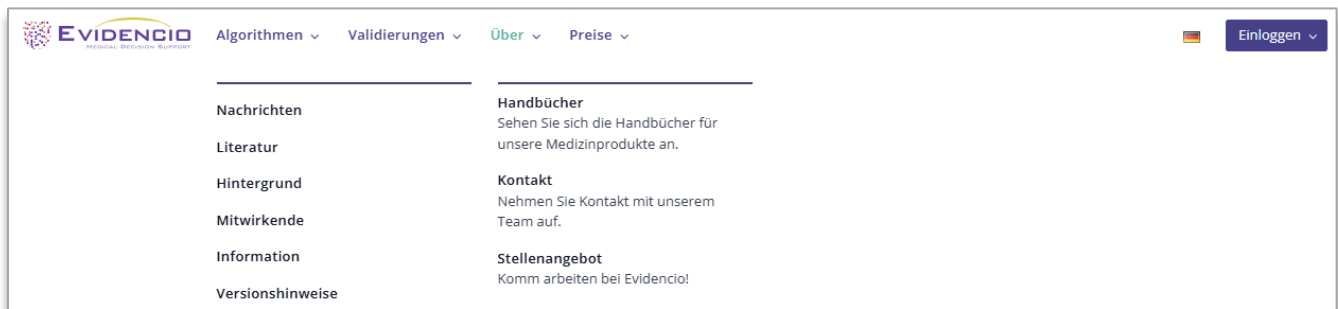 EVIDENCIO
MEDICAL DECISION SUPPORT
Algorithmen
Validierungen
Über
Preise
Einloggen
Nachrichten
Literatur
Hintergrund
Mitwirkende
Information
Versionshinweise
Handbücher
Sehen Sie sich die Handbücher für
unsere Medizinprodukte an.
Kontakt
Nehmen Sie Kontakt mit unserem
Team auf.
Stellenangebot
Komm arbeiten bei Evidencio!